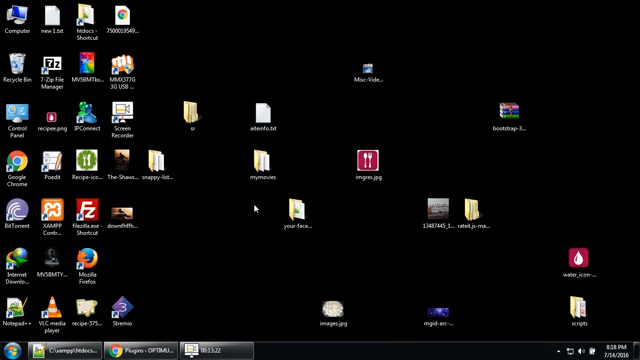 Computer
new 1.txt
htdocs -
Shortcut
7500019549...
Recycle Bin
7z
7-Zip File
Manager
MV5BMTkx...
MMX377G
3G USB ...
Misc-Vide...
Control
Panel
recipee.png
IPConnect
Screen
Recorder
sr
aiteinfo.txt
bootstrap-3...
Google
Chrome
Poedit
Recipe-ico...
The-Shaws...
snappy-list...
mymovies
imgres.jpg
BitTorrent
XAMPP
Contr...
Fz
filezilla.exe -
Shortcut
downfhffh...
your-face...
13487445_1...
rateit.js-ma...
Internet
Downlo...
MV5BMTY...
Mozilla
Firefox
water_icon-...
Notepad++
VLC media
player
recipe-575...
S
Stremio
images.jpg
mgid-arc-...
scripts
C:\xampp\htdocs...
Plugins - OPTIMU...
00:13:22
8:18 PM
7/14/2016